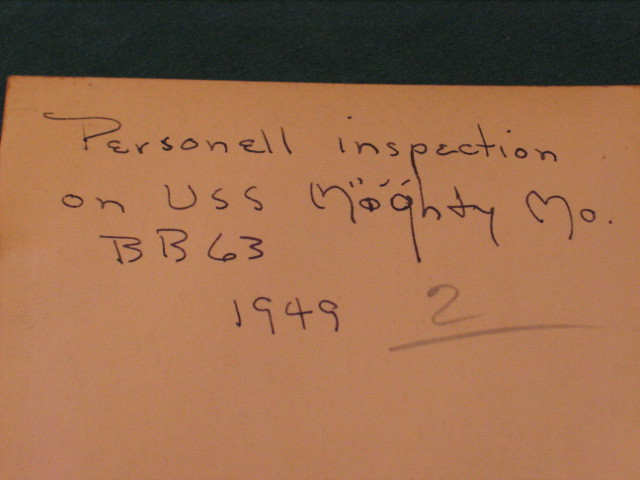 Personell inspection
on USS Mighty Mo.
BB63
1949 2